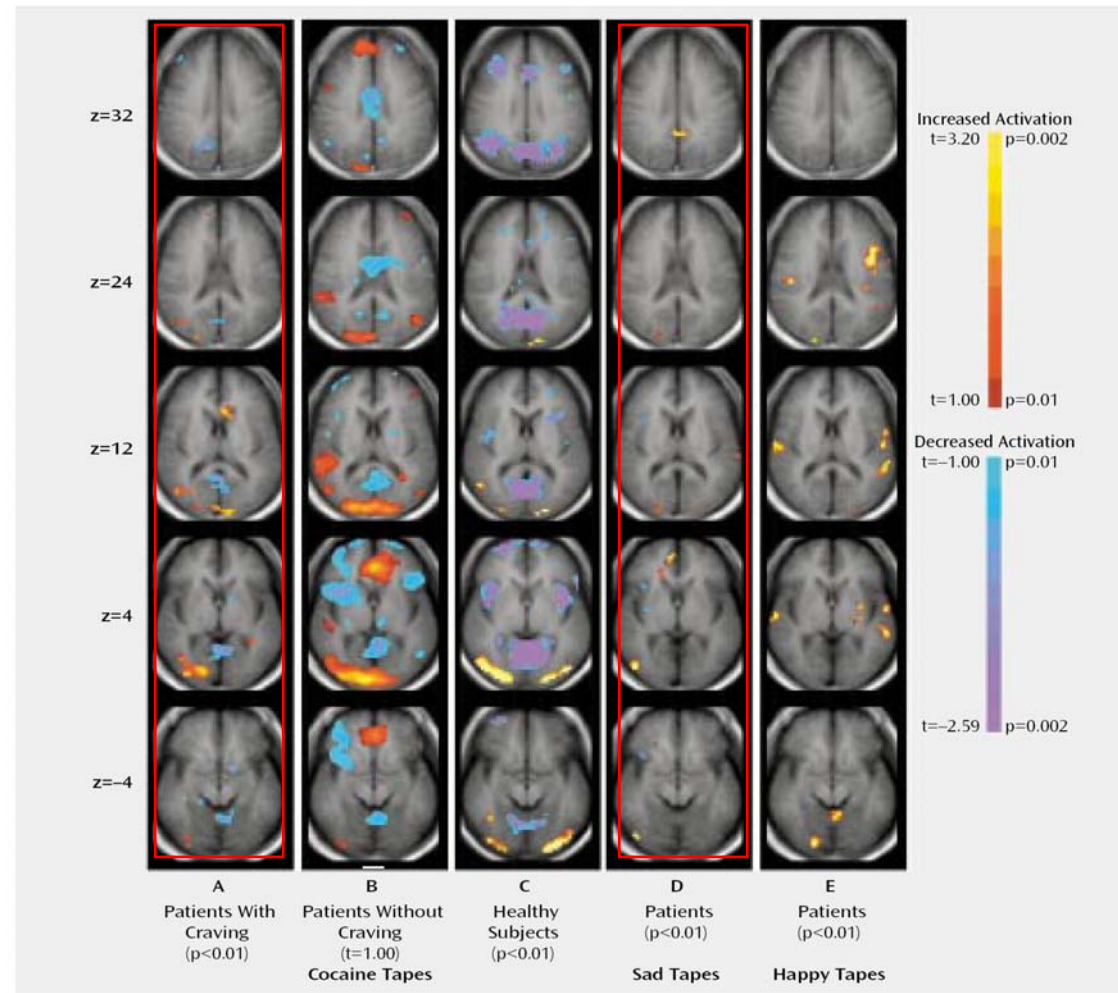 z=32
z=24
z=12
z=4
z=−4
Increased Activation
t=3.20 p=0.002
t=1.00 p=0.01
Decreased Activation
t=−1.00 p=0.01
t=−2.59 p=0.002
A
Patients With
Craving
(p<0.01)
B
Patients Without
Craving
(t=1.00)
C
Healthy
Subjects
(p<0.01)
D
Patients
(p<0.01)
E
Patients
(p<0.01)
Cocaine Tapes
Sad Tapes
Happy Tapes